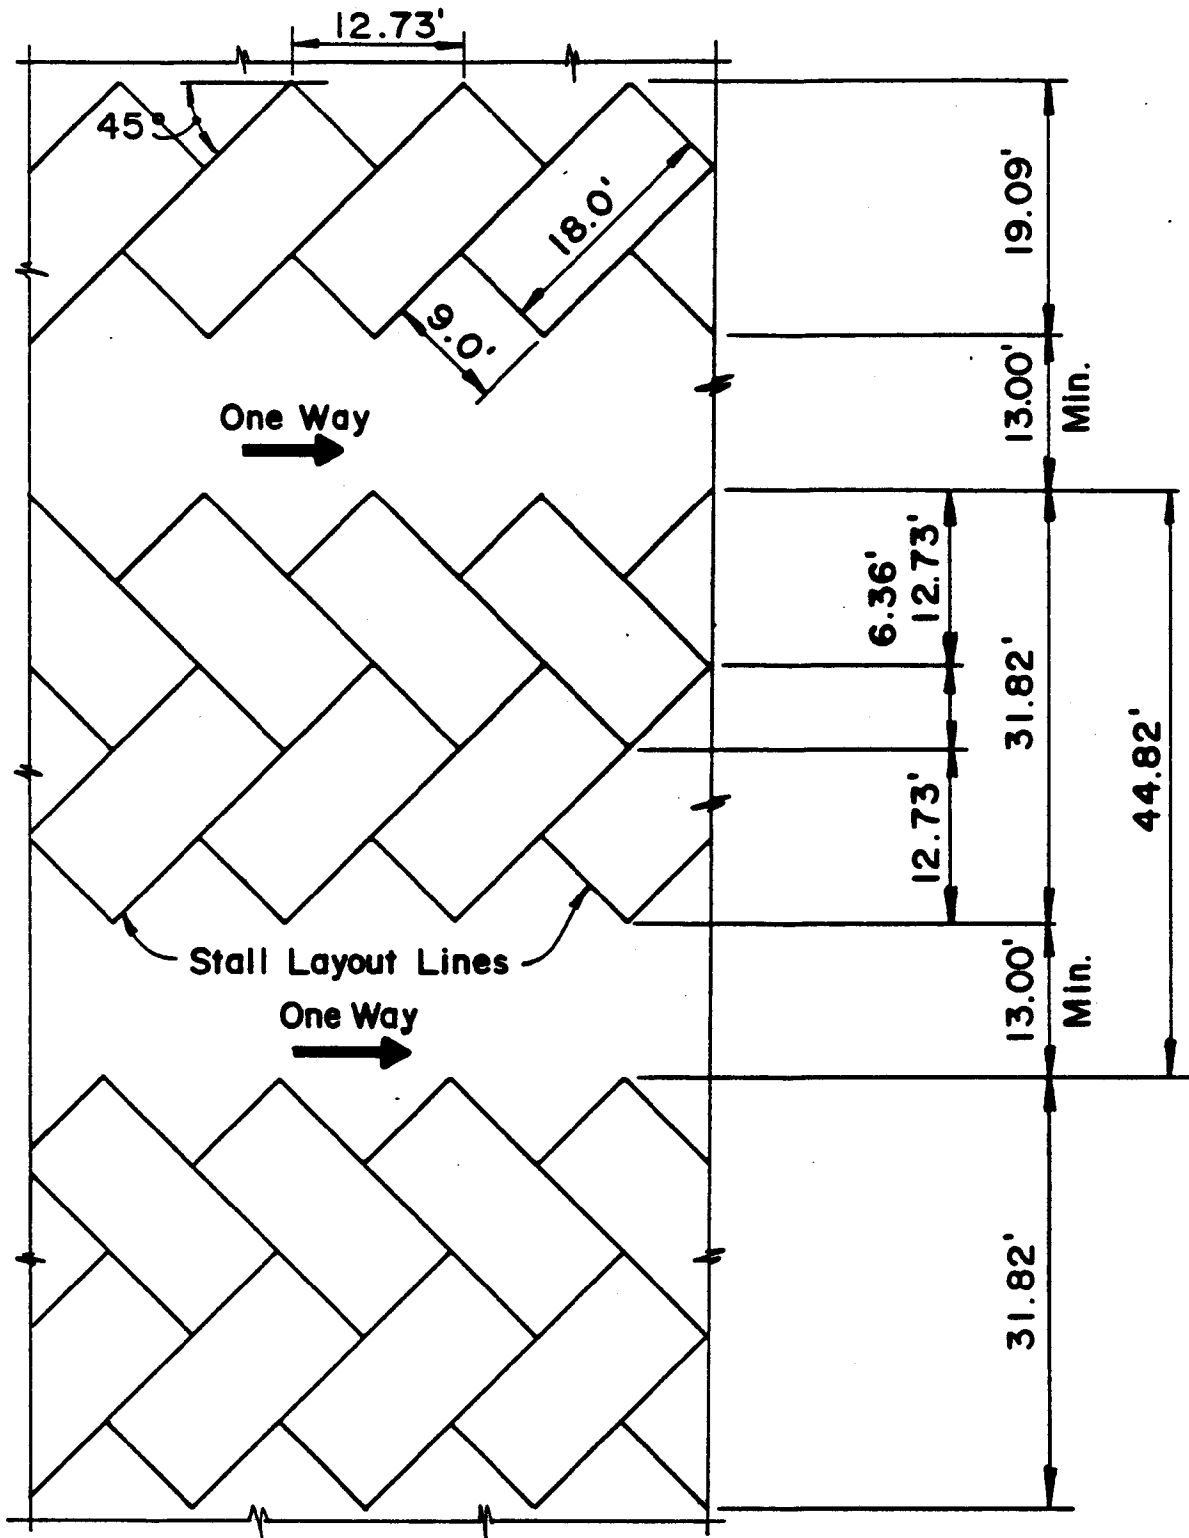 12.73'
45°
19.09'
18.0'
9.0'
13.00'
Min.
One Way
6.36'
12.73'
31.82'
44.82'
12.73'
Stall Layout Lines
13.00'
Min.
One Way
31.82'